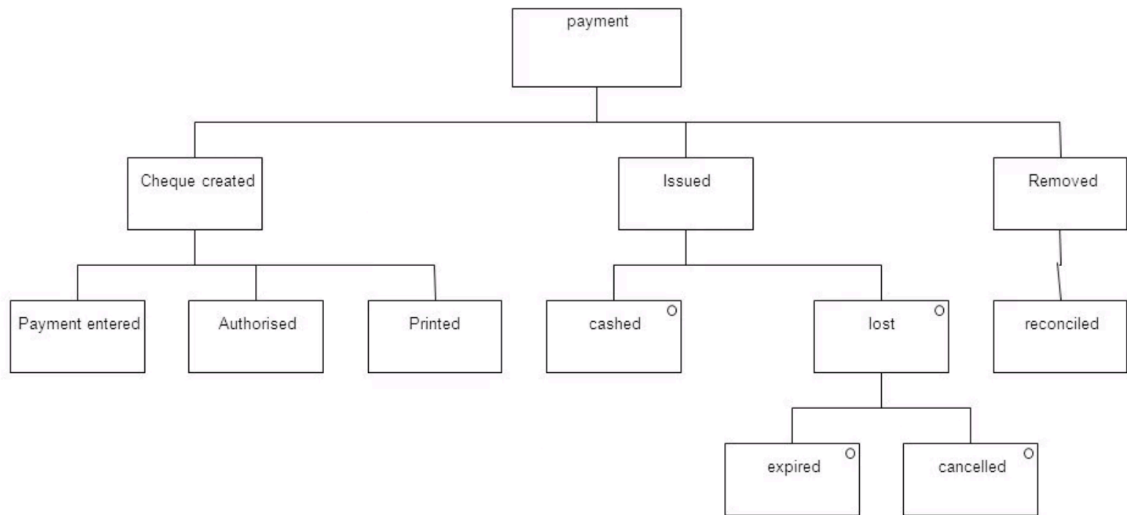 payment
Cheque created
Issued
Removed
Payment entered
Authorised
Printed
cashed
lost
reconciled
expired
cancelled